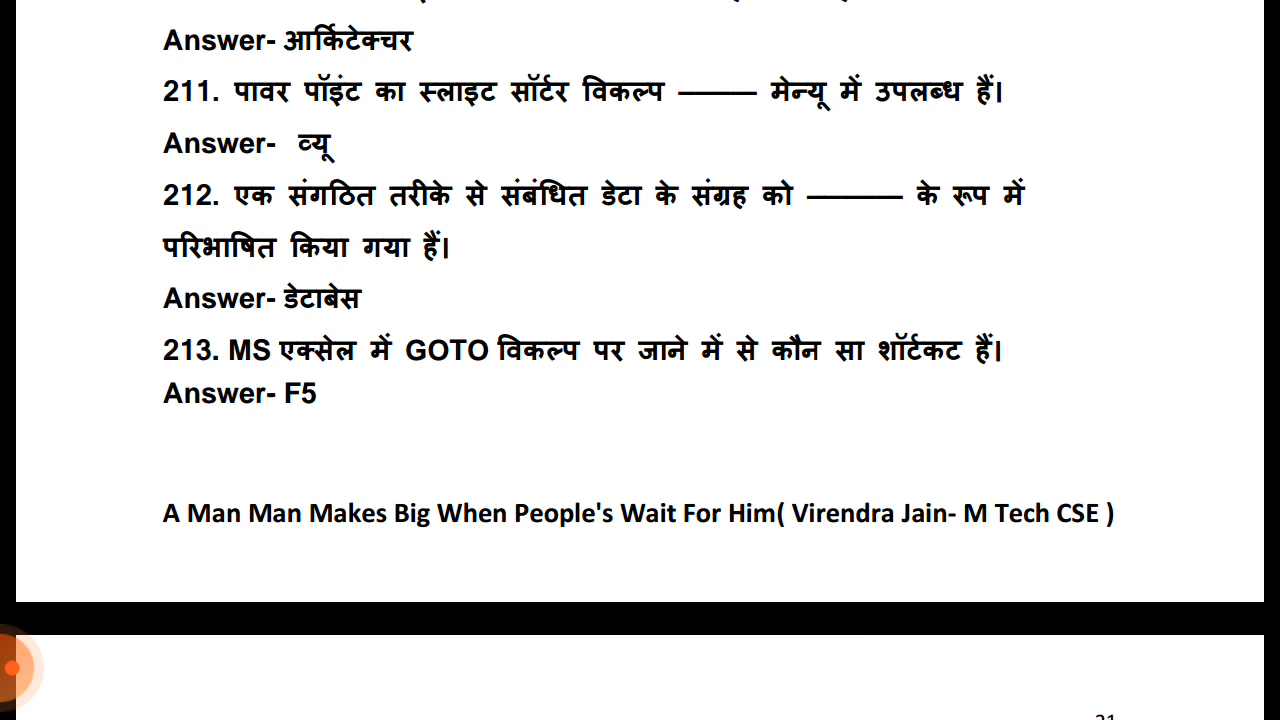 Answer- आर्किटेक्चर
211. पावर पॉइंट का स्लाइट सॉर्टर विकल्प ———– मेन्यू में उपलब्ध हैं।
Answer- व्यू
212. एक संगठित तरीके से संबंधित डेटा के संग्रह को ———— के रूप में
परिभाषित किया गया हैं।
Answer- डेटाबेस
213. MS एक्सेल में GOTO विकल्प पर जाने में से कौन सा शॉर्टकट हैं।
Answer- F5
A Man Man Makes Big When People's Wait For Him( Virendra Jain- M Tech CSE )